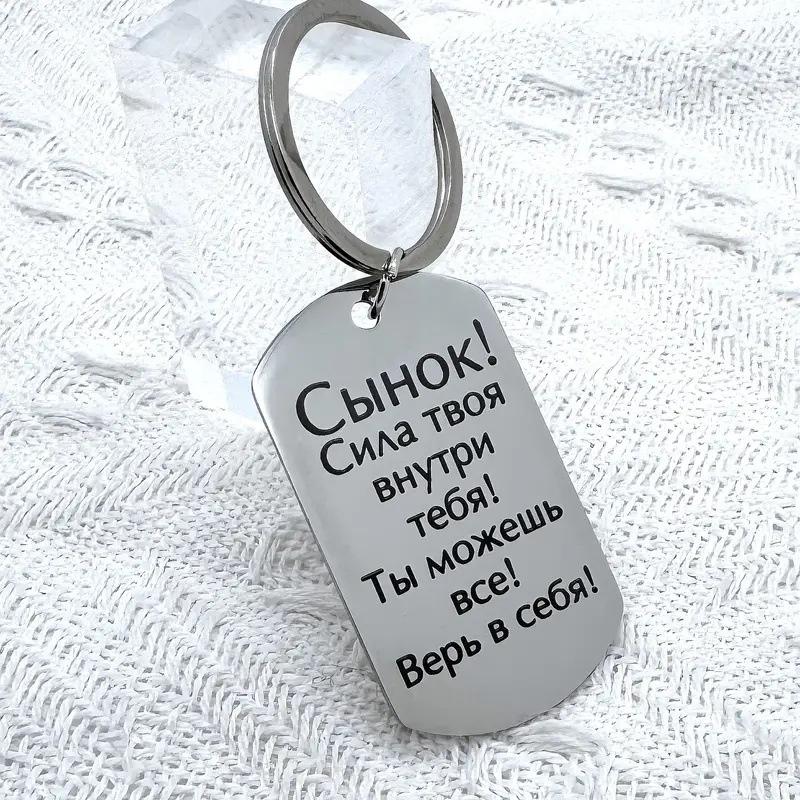 Сынок!
Сила твоя
внутри
тебя!
Ты можешь
все!
Верь в себя!